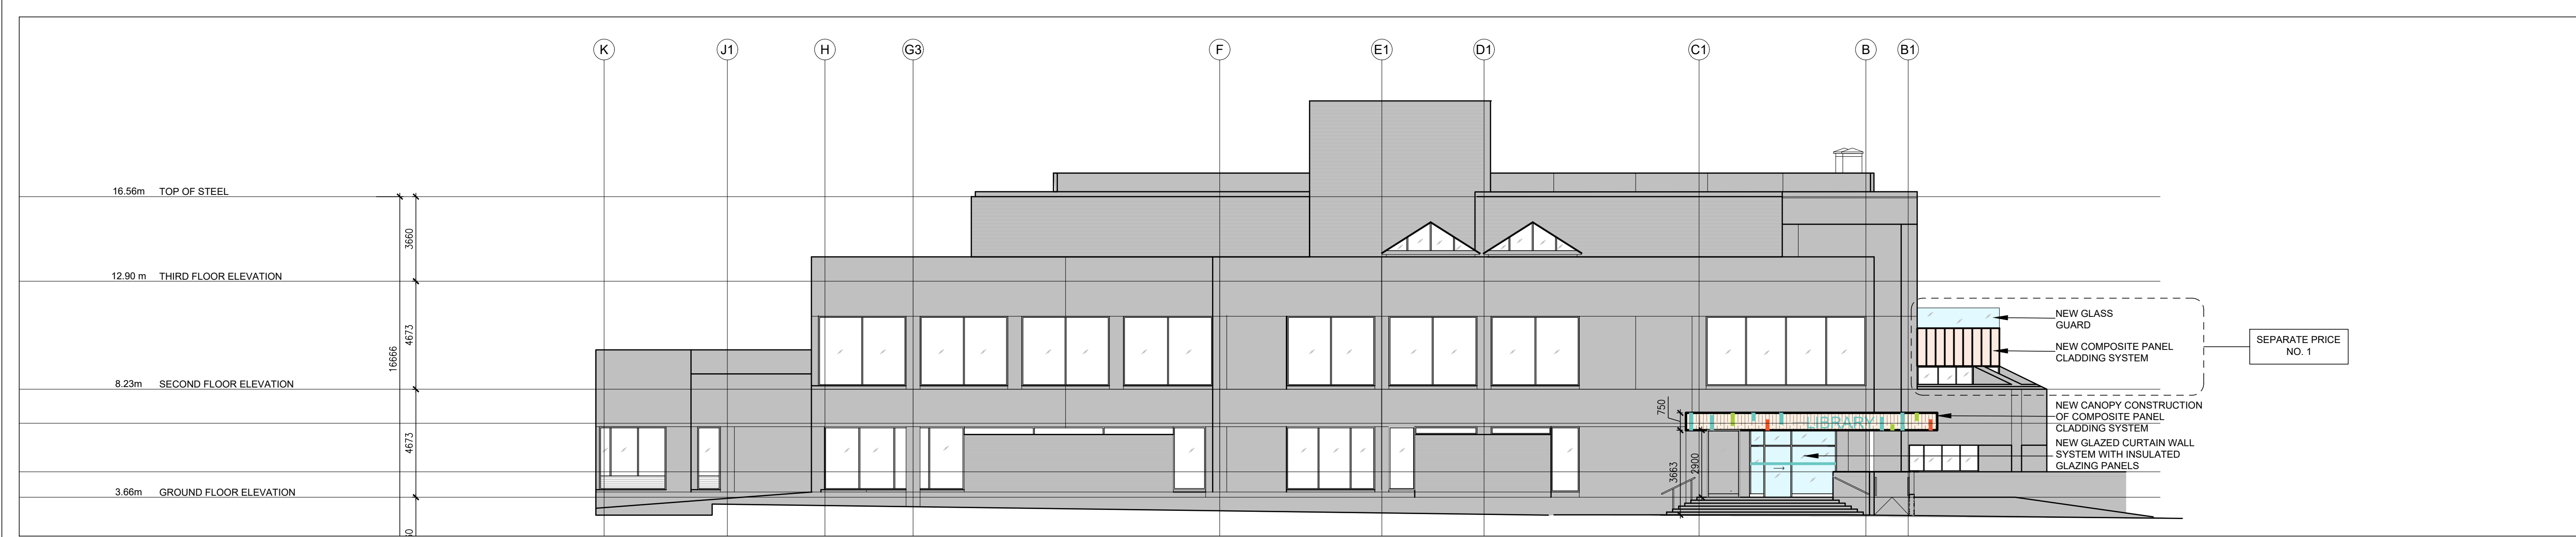 K J1 H G3 F E1 D1 C1 B B1
16.56m TOP OF STEEL
3660
12.90 m THIRD FLOOR ELEVATION
4673
16666
8.23m SECOND FLOOR ELEVATION
4673
3.66m GROUND FLOOR ELEVATION
750
3663
2900
LIBRARY
NEW GLASS
GUARD
NEW COMPOSITE PANEL
CLADDING SYSTEM
SEPARATE PRICE
NO. 1
NEW CANOPY CONSTRUCTION
OF COMPOSITE PANEL
CLADDING SYSTEM
NEW GLAZED CURTAIN WALL
SYSTEM WITH INSULATED
GLAZING PANELS